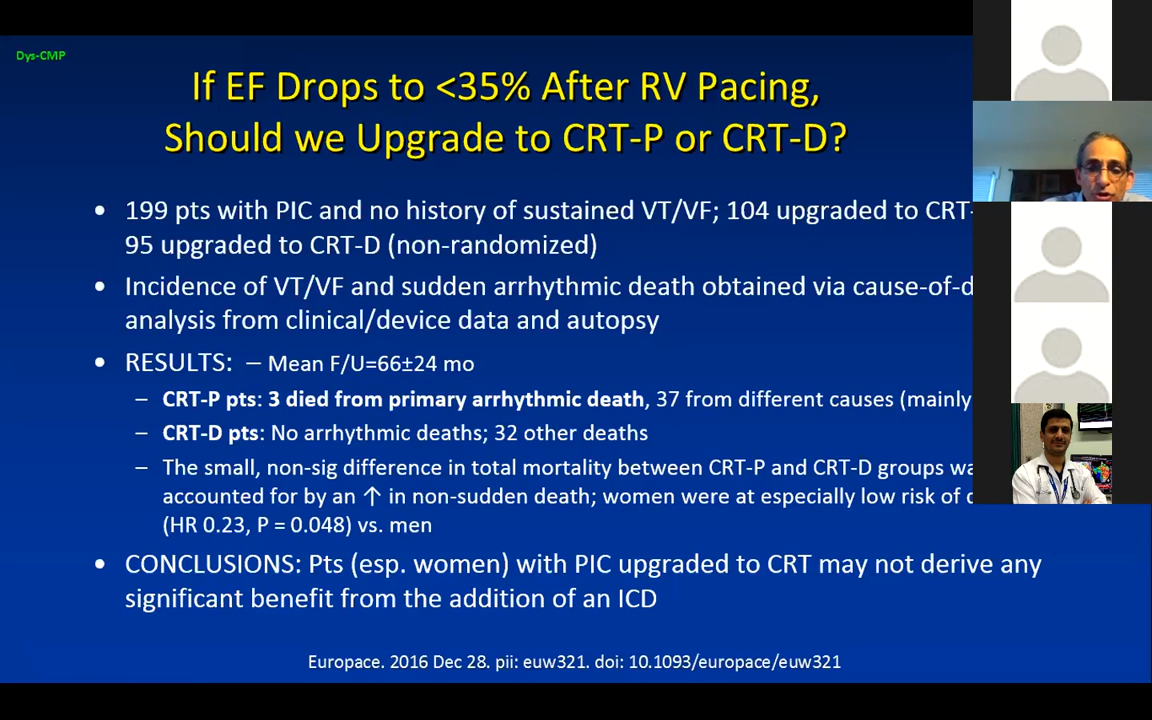 Dys-CMP
If EF Drops to <35% After RV Pacing,
Should we Upgrade to CRT-P or CRT-D?
• 199 pts with PIC and no history of sustained VT/VF; 104 upgraded to CRT-
95 upgraded to CRT-D (non-randomized)
• Incidence of VT/VF and sudden arrhythmic death obtained via cause-of-d
analysis from clinical/device data and autopsy
• RESULTS: – Mean F/U=66±24 mo
– CRT-P pts: 3 died from primary arrhythmic death, 37 from different causes (mainly
– CRT-D pts: No arrhythmic deaths; 32 other deaths
– The small, non-sig difference in total mortality between CRT-P and CRT-D groups wa
accounted for by an ↑ in non-sudden death; women were at especially low risk of
(HR 0.23, P = 0.048) vs. men
• CONCLUSIONS: Pts (esp. women) with PIC upgraded to CRT may not derive any
significant benefit from the addition of an ICD
Europace. 2016 Dec 28. pii: euw321. doi: 10.1093/europace/euw321